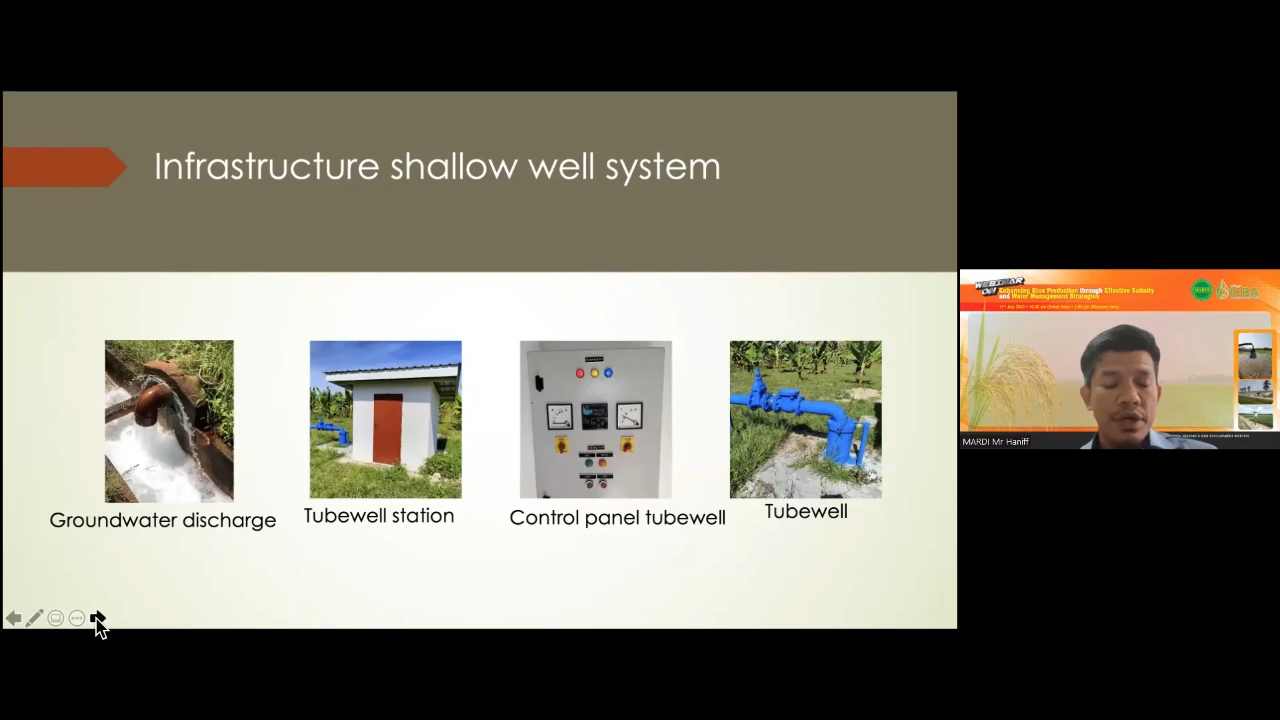 Infrastructure shallow well system
Groundwater discharge
Tubewell station
Control panel tubewell
Tubewell
WEBINAR
ON
Enhancing Rice Production through Effective Salinity
and Water Management Strategies
MARDI Mr Haniff